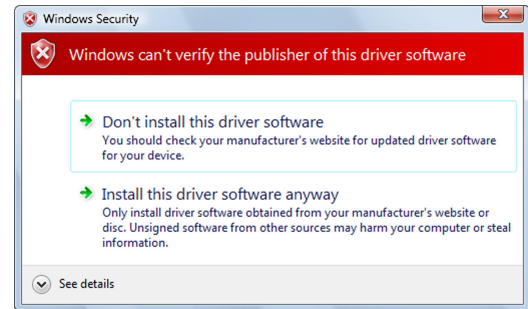 Windows Security
Windows can't verify the publisher of this driver software
Don't install this driver software
You should check your manufacturer's website for updated driver software
for your device.
Install this driver software anyway
Only install driver software obtained from your manufacturer's website or
disc. Unsigned software from other sources may harm your computer or steal
information.
See details